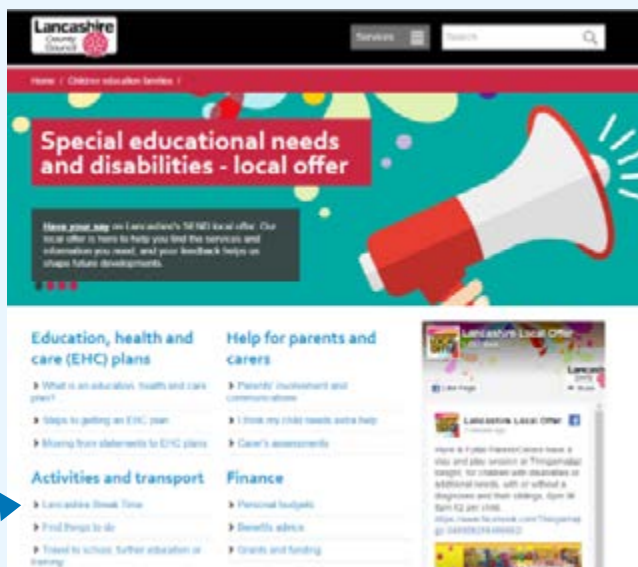 Lancashire
County
Council
Services
Search
Home / Children education families /
Special educational needs
and disabilities - local offer
Have your say on Lancashire's SEND local offer. Our
local offer is here to help you find the services and
information you need, and your feedback helps us
shape future developments.
Education, health and
care (EHC) plans
What is an education, health and care
plan?
Steps to getting an EHC plan
Moving from statements to EHC plans
Help for parents and
carers
Parents' involvement and
communications
I think my child needs extra help
Carer's assessments
Activities and transport
Lancashire Break Time
Find things to do
Travel to school, further education or
training
Finance
Personal budgets
Benefits advice
Grants and funding
Lancashire Local Offer
Like Page
Share
Lancashire Local Offer